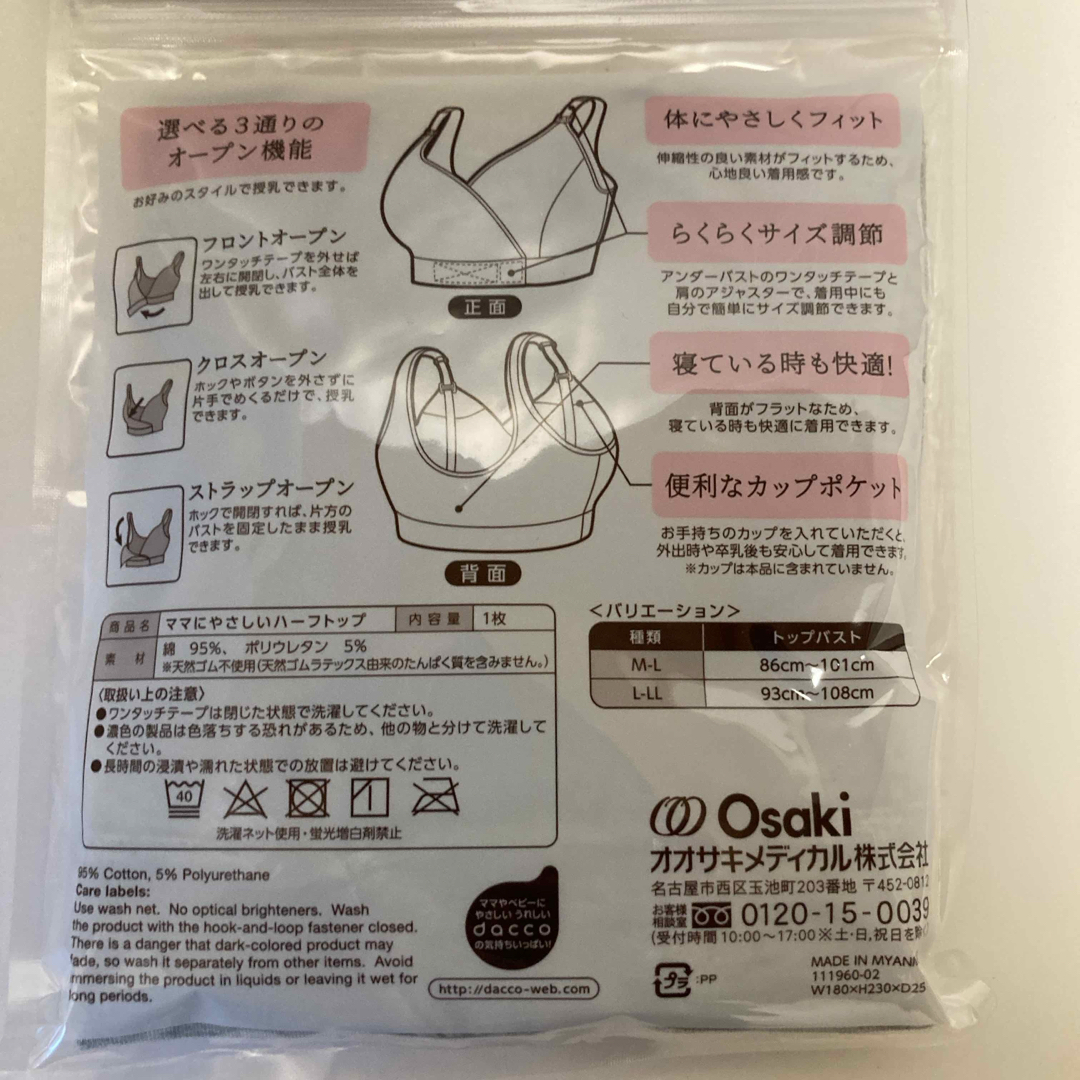 選べる3通りの
オープン機能
お好みのスタイルで授乳できます。
フロントオープン
ワンタッチテープを外せば
左右に開閉し、バスト全体を
出して授乳できます。
クロスオープン
ホックやボタンを外さずに
片手でめくるだけで、授乳
できます。
ストラップオープン
ホックで開閉すれば、片方の
バストを固定したまま授乳
できます。
正面
背面
体にやさしくフィット
伸縮性の良い素材がフィットするため、
心地良い着用感です。
らくらくサイズ調節
アンダーバストのワンタッチテープと
肩のアジャスターで、着用中にも
自分で簡単にサイズ調節できます。
寝ている時も快適!
背面がフラットなため、
寝ている時も快適に着用できます。
便利なカップポケット
お手持ちのカップを入れていただくと、
外出時や卒乳後も安心して着用できます。
※カップは本品に含まれていません。
商品名 ママにやさしいハーフトップ 内容量 1枚
素材 綿 95%、 ポリウレタン 5%
※天然ゴム不使用(天然ゴムラテックス由来のたんぱく質を含みません。)
〈取扱い上の注意〉
●ワンタッチテープは閉じた状態で洗濯してください。
●濃色の製品は色落ちする恐れがあるため、他の物と分けて洗濯して
ください。
●長時間の浸漬や濡れた状態での放置は避けてください。
40
洗濯ネット使用・蛍光増白剤禁止
<バリエーション>
種類 トップバスト
M-L 86cm〜101cm
L-LL 93cm〜108cm
95% Cotton, 5% Polyurethane
Care labels:
Use wash net. No optical brighteners. Wash
the product with the hook-and-loop fastener closed.
There is a danger that dark-colored product may
fade, so wash it separately from other items. Avoid
immersing the product in liquids or leaving it wet for
long periods.
ママやベビーに
やさしい うれしい
dacco
の気持ちいっぱい!
http://dacco-web.com
Osaki
オオサキメディカル株式会社
名古屋市西区玉池町203番地 〒452-0812
お客様
相談室 0120-15-0039
(受付時間 10:00〜17:00 ※土・日、祝日を除く
プラ :PP
MADE IN MYANM
111960-02
W180×H230×D25